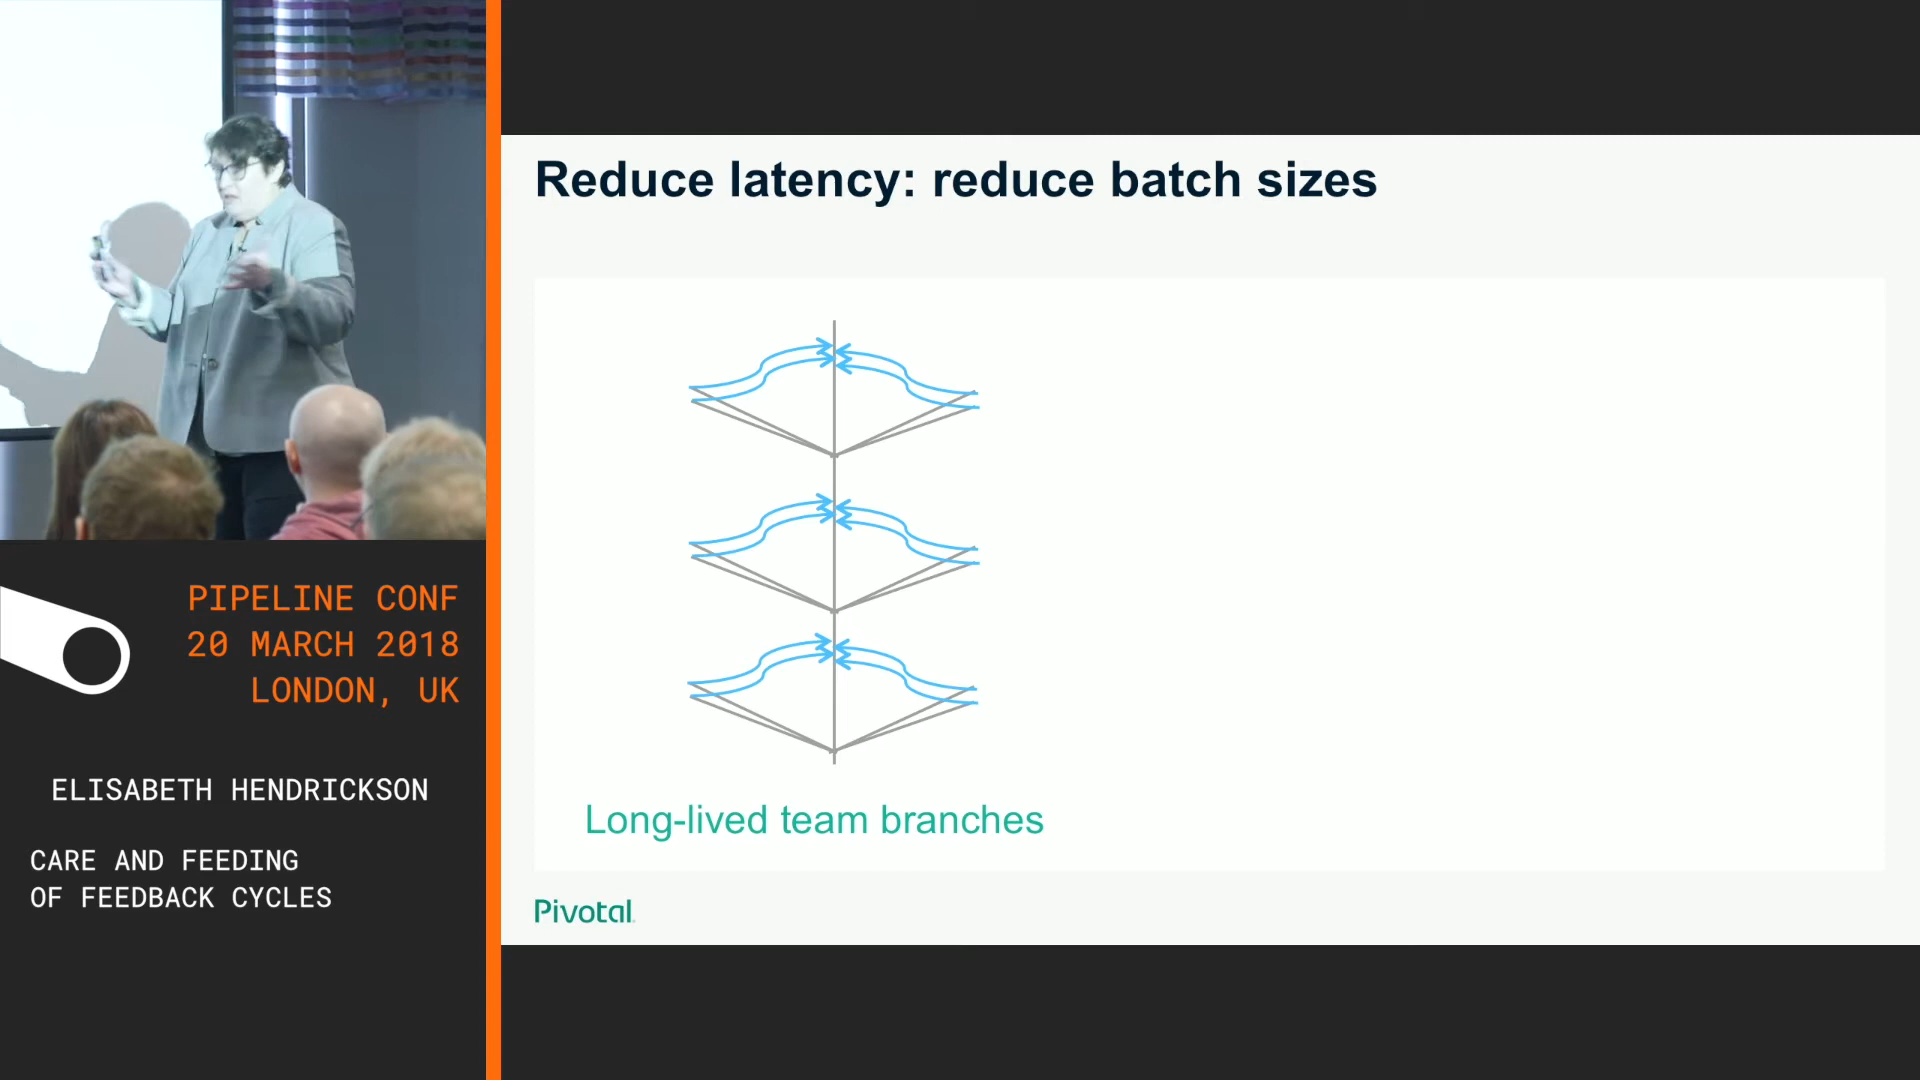 PIPELINE CONF
20 MARCH 2018
LONDON, UK
ELISABETH HENDRICKSON
CARE AND FEEDING
OF FEEDBACK CYCLES
Reduce latency: reduce batch sizes
Long-lived team branches
Pivotal